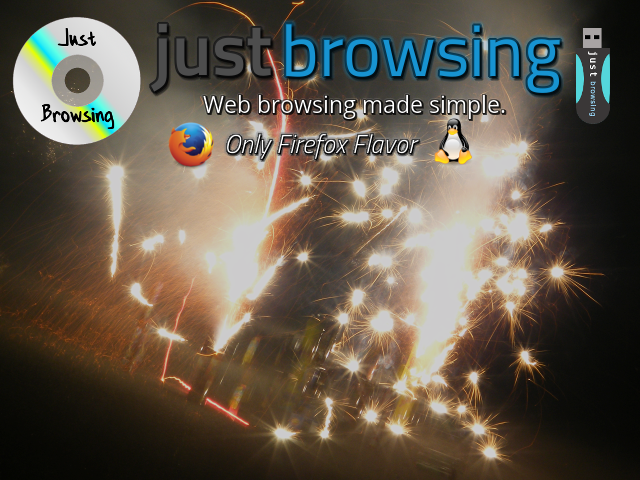 Just
Browsing
justbrowsing
Web browsing made simple.
Only Firefox Flavor
just browsing